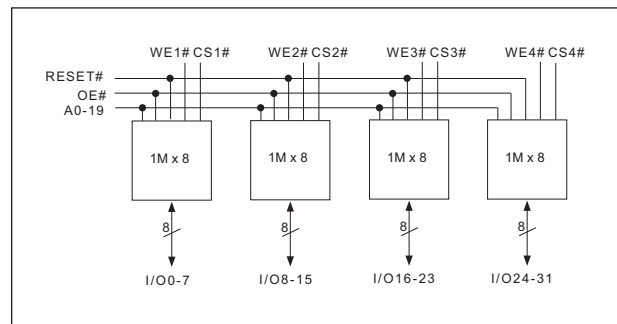 WE1# CS1# WE2# CS2# WE3# CS3# WE4# CS4#
RESET#
OE#
A0-19
1M x 8 1M x 8 1M x 8 1M x 8
8 8 8 8
I/O0-7 I/O8-15 I/O16-23 I/O24-31